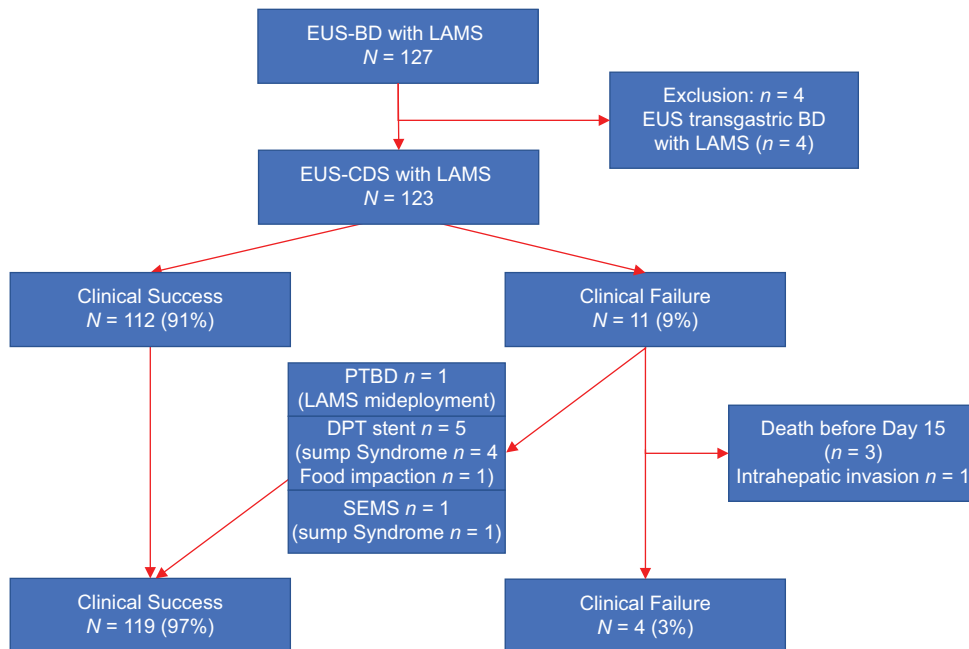 EUS-BD with LAMS
N = 127
Exclusion: n = 4
EUS transgastric BD
with LAMS (n = 4)
EUS-CDS with LAMS
N = 123
Clinical Success
N = 112 (91%)
Clinical Failure
N = 11 (9%)
PTBD n = 1
(LAMS mideployment)
DPT stent n = 5
(sump Syndrome n = 4
Food impaction n = 1)
SEMS n = 1
(sump Syndrome n = 1)
Death before Day 15
(n = 3)
Intrahepatic invasion n = 1
Clinical Success
N = 119 (97%)
Clinical Failure
N = 4 (3%)